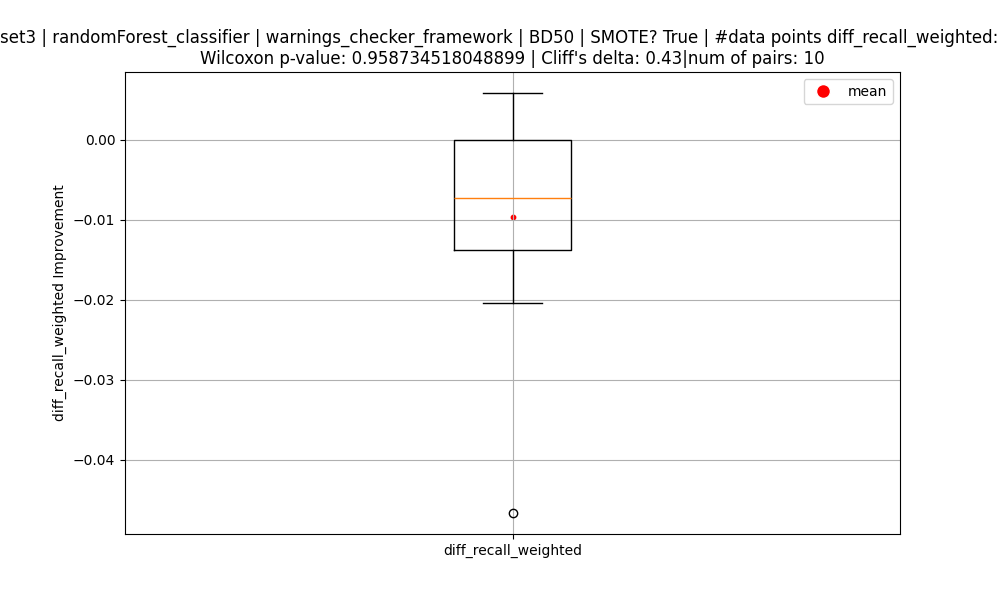 set3 | randomForest_classifier | warnings_checker_framework | BD50 | SMOTE? True | #data points diff_recall_weighted:
Wilcoxon p-value: 0.958734518048899 | Cliff's delta: 0.43|num of pairs: 10
mean
0.00
−0.01
−0.02
−0.03
−0.04
diff_recall_weighted Improvement
diff_recall_weighted